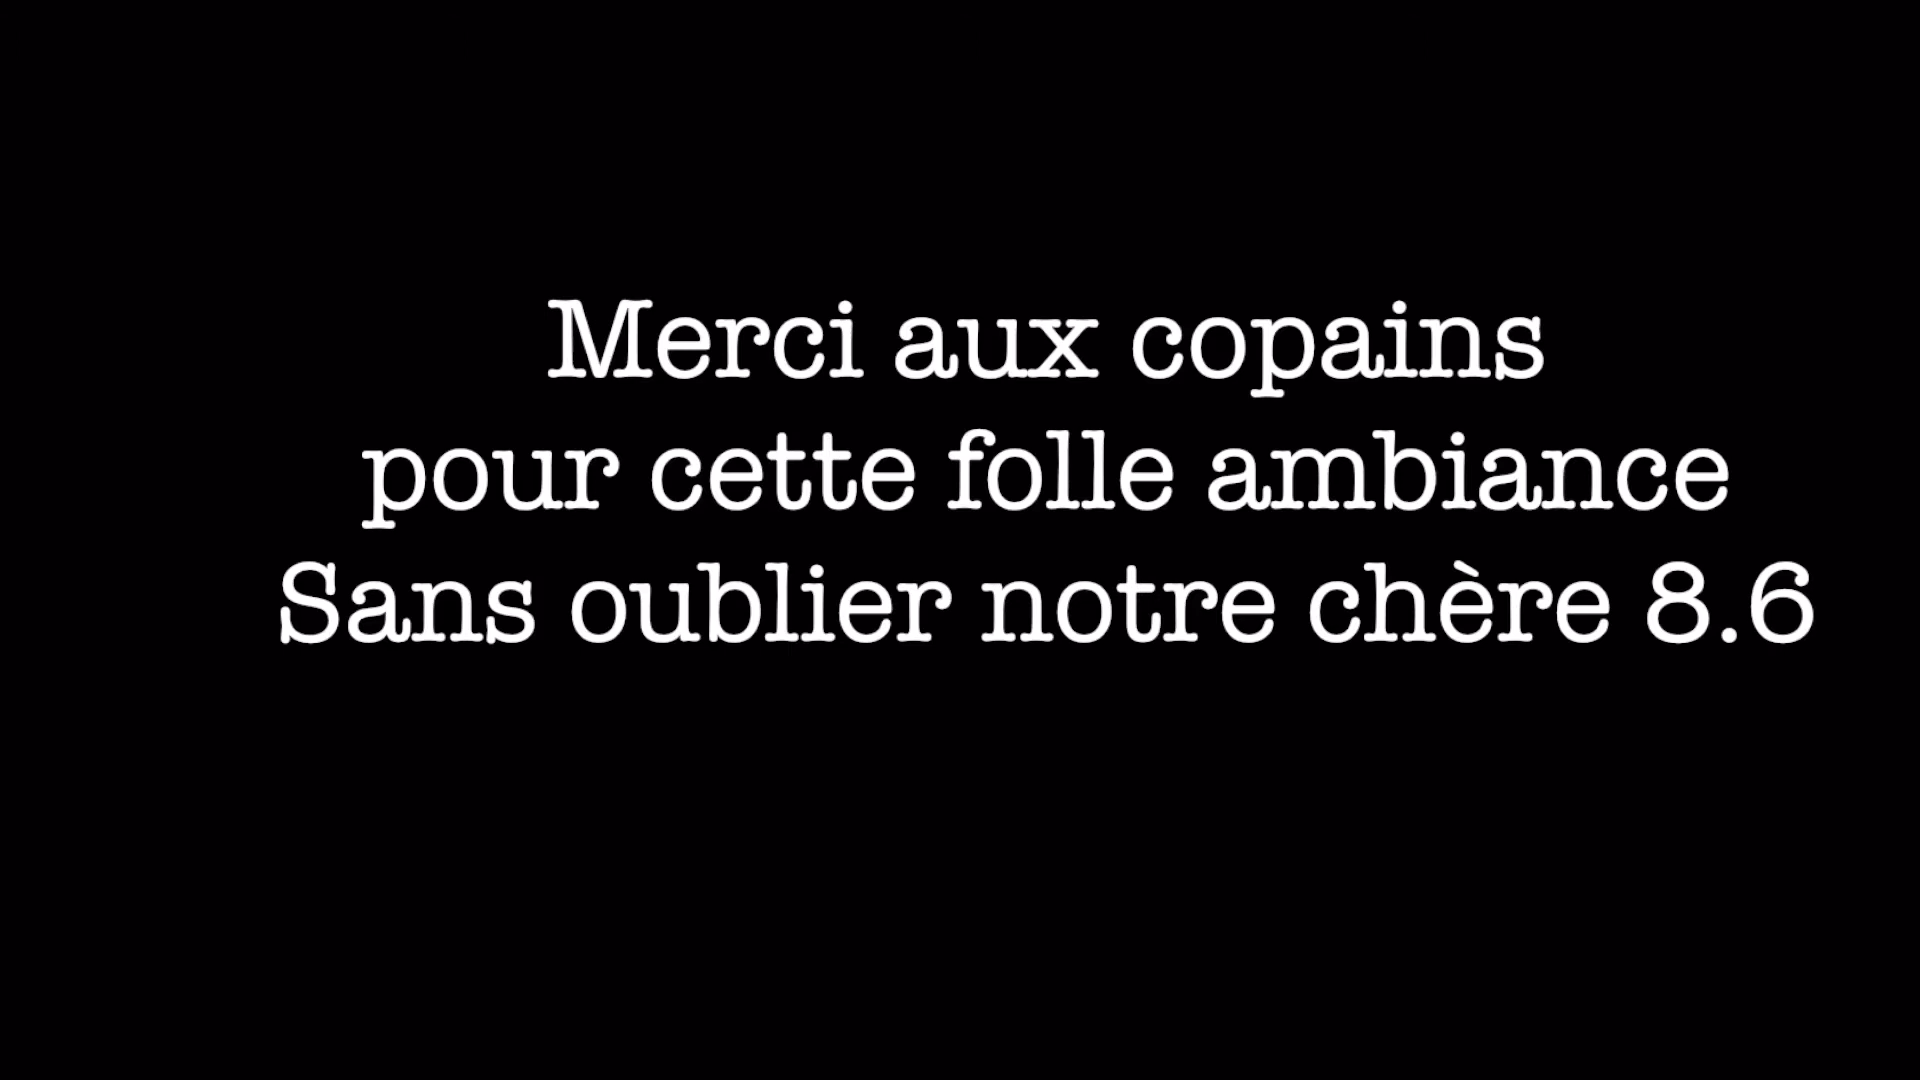 Merci aux copains
pour cette folle ambiance
Sans oublier notre chère 8.6